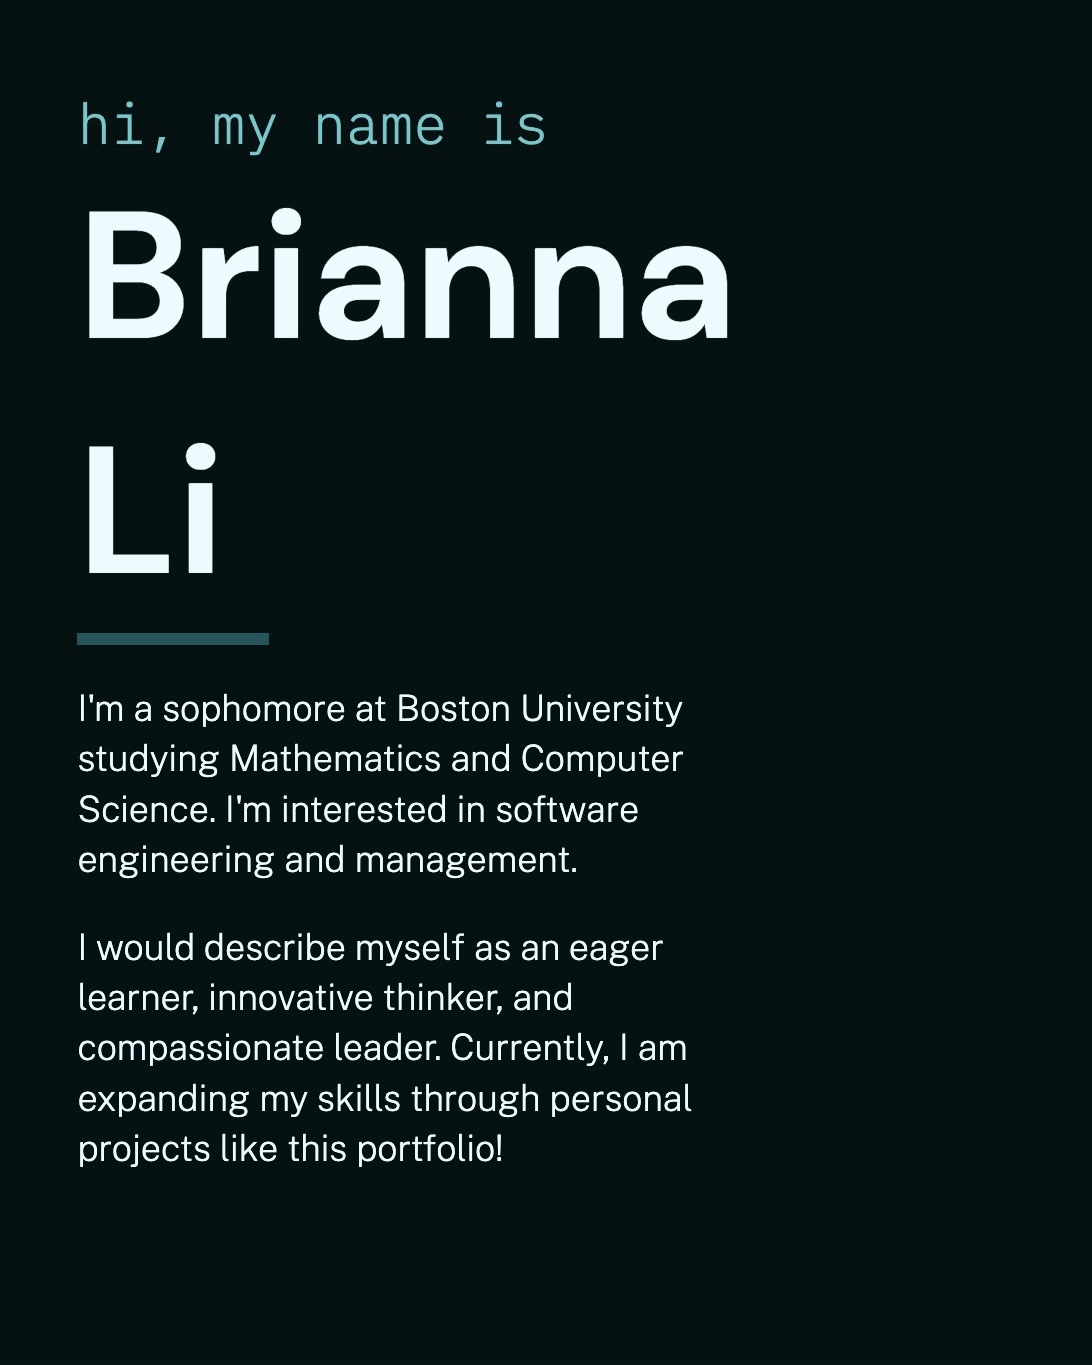 hi, my name is
Brianna
Li
I'm a sophomore at Boston University
studying Mathematics and Computer
Science. I'm interested in software
engineering and management.
I would describe myself as an eager
learner, innovative thinker, and
compassionate leader. Currently, I am
expanding my skills through personal
projects like this portfolio!